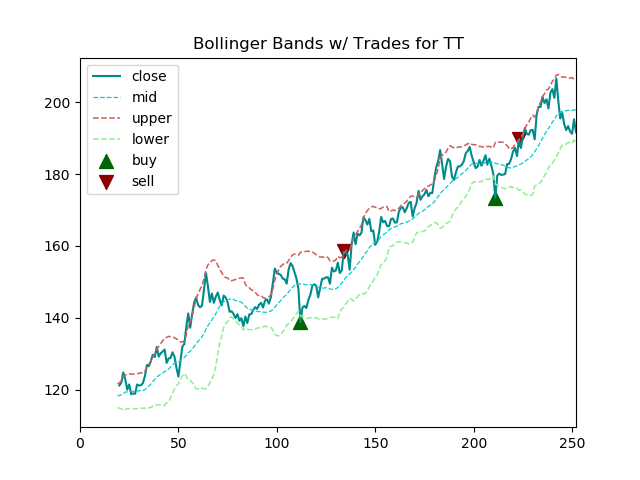 Bollinger Bands w/ Trades for TT
close
mid
upper
lower
buy
sell
200
180
160
140
120
0 50 100 150 200 250